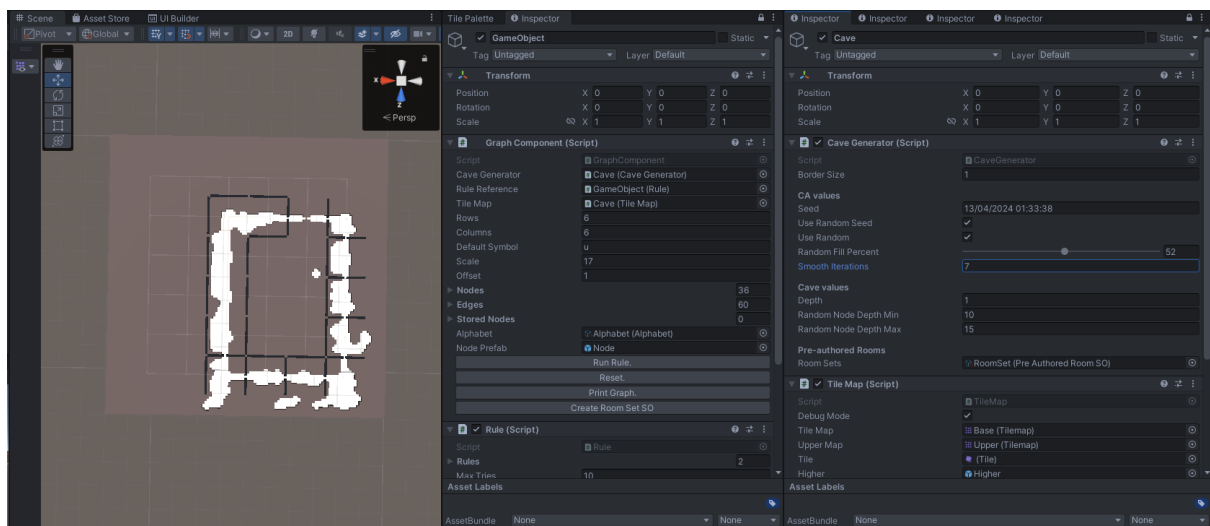 Scene Asset Store UI Builder
Pivot Global 2D
x
z
Persp
Tile Palette Inspector
GameObject Static
Tag Untagged Layer Default
Transform
Position X 0 Y 0 Z 0
Rotation X 0 Y 0 Z 0
Scale X 1 Y 1 Z 1
Graph Component (Script)
Script GraphComponent
Cave Generator Cave (Cave Generator)
Rule Reference GameObject (Rule)
Tile Map Cave (Tile Map)
Rows 6
Columns 6
Default Symbol u
Scale 17
Offset 1
Nodes 36
Edges 60
Stored Nodes 0
Alphabet Alphabet (Alphabet)
Node Prefab Node
Run Rule.
Reset.
Print Graph.
Create Room Set SO
Rule (Script)
Script Rule
Rules 2
Max Tries 10
Asset Labels
AssetBundle None None
Inspector Inspector Inspector Inspector
Cave Static
Tag Untagged Layer Default
Transform
Position X 0 Y 0 Z 0
Rotation X 0 Y 0 Z 0
Scale X 1 Y 1 Z 1
Cave Generator (Script)
Script CaveGenerator
Border Size 1
CA values
Seed 13/04/2024 01:33:38
Use Random Seed
Use Random
Random Fill Percent 52
Smooth Iterations 7
Cave values
Depth 1
Random Node Depth Min 10
Random Node Depth Max 15
Pre-authored Rooms
Room Sets RoomSet (Pre Authored Room SO)
Tile Map (Script)
Script TileMap
Debug Mode
Tile Map Base (Tilemap)
Upper Map Upper (Tilemap)
Tile (Tile)
Higher Higher
Asset Labels
AssetBundle None None